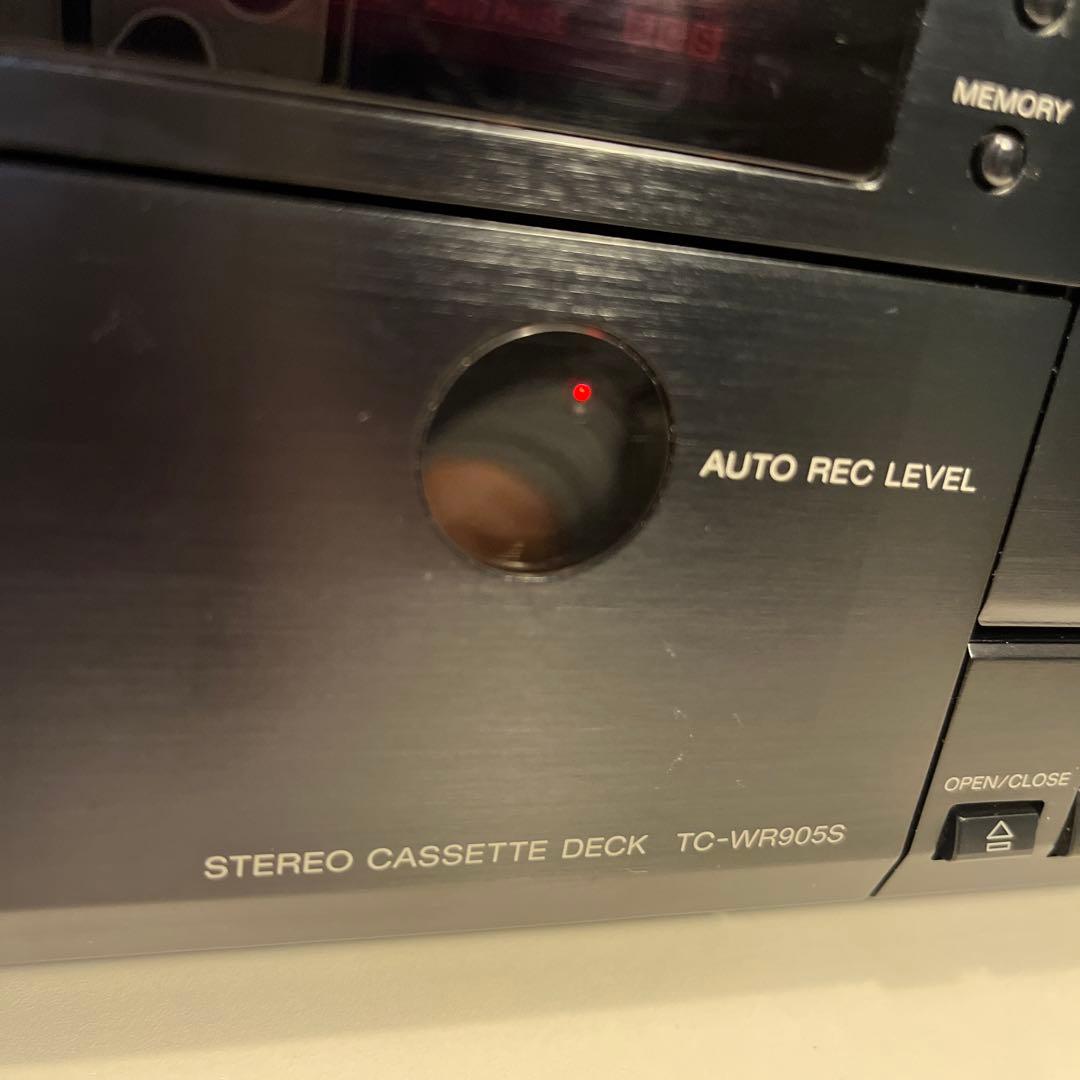 MEMORY
AUTO REC LEVEL
OPEN/CLOSE
STEREO CASSETTE DECK TC-WR905S